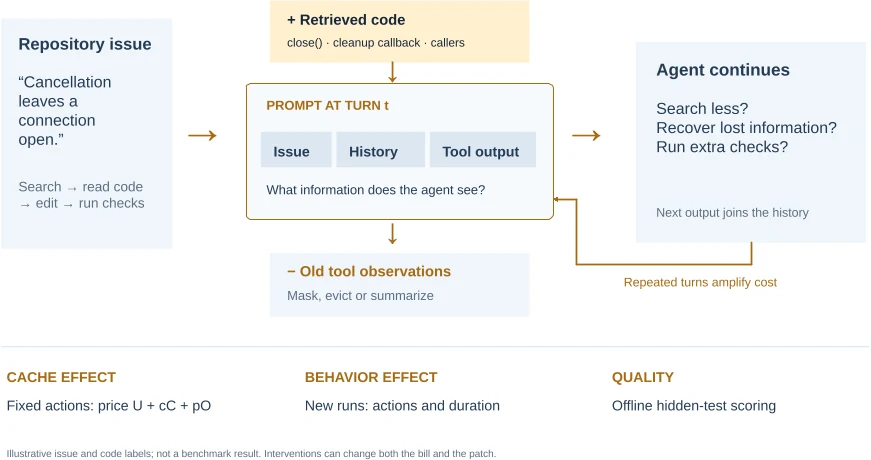 Repository issue
“Cancellation
leaves a
connection
open.”
Search → read code
→ edit → run checks
+ Retrieved code
close() · cleanup callback · callers
PROMPT AT TURN t
Issue
History
Tool output
What information does the agent see?
− Old tool observations
Mask, evict or summarize
Agent continues
Search less?
Recover lost information?
Run extra checks?
Next output joins the history
Repeated turns amplify cost
CACHE EFFECT
Fixed actions: price U + cC + pO
BEHAVIOR EFFECT
New runs: actions and duration
QUALITY
Offline hidden-test scoring
Illustrative issue and code labels; not a benchmark result. Interventions can change both the bill and the patch.